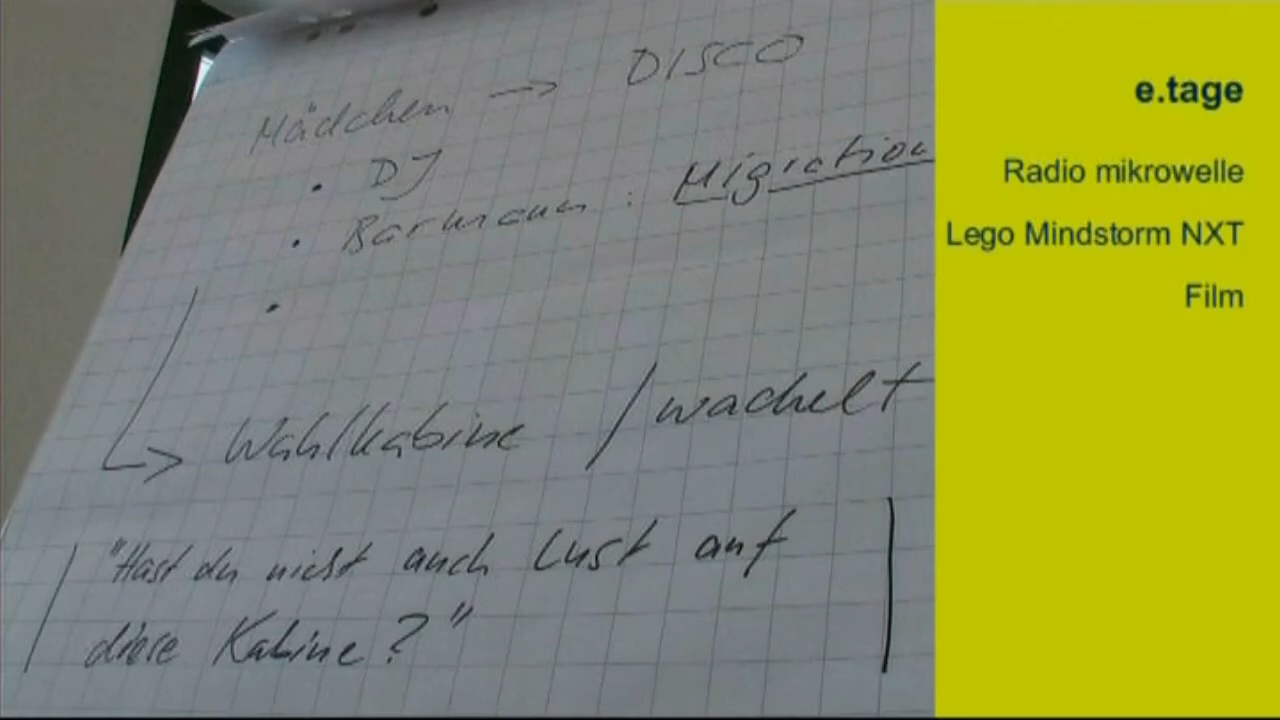 Mädchen → DISCO
• DJ
• Barmann : Migration
•
↳ Wahlkabine / wackelt
"Hast du nicht auch Lust auf
diese Kabine?"
e.tage
Radio mikrowelle
Lego Mindstorm NXT
Film